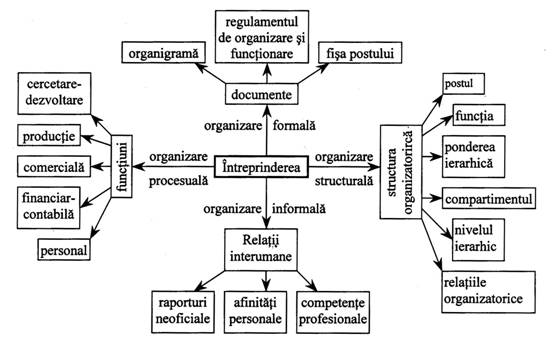 regulamentul
de organizare și
funcționare
organigramă
fișa postului
documente
organizare formală
cercetare-
dezvoltare
producție
comercială
financiar-
contabilă
personal
funcțiuni
organizare
procesuală
Întreprinderea
organizare
structurală
structura
organizatorircă
postul
funcția
ponderea
ierarhică
compartimentul
nivelul
ierarhic
relațiile
organizatorice
organizare informală
Relații
interumane
raporturi
neoficiale
afinități
personale
competențe
profesionale